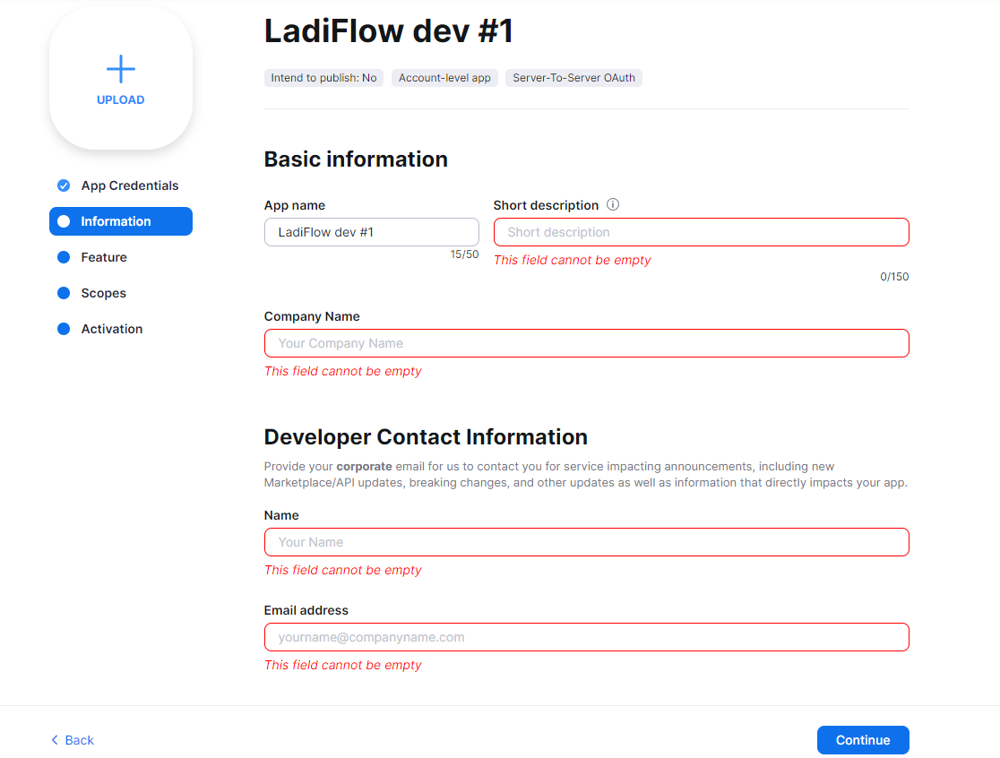 LadiFlow dev #1
UPLOAD
Intend to publish: No
Account-level app
Server-To-Server OAuth
App Credentials
Information
Feature
Scopes
Activation
Basic information
App name
LadiFlow dev #1
15/50
Short description
Short description
This field cannot be empty
0/150
Company Name
Your Company Name
This field cannot be empty
Developer Contact Information
Provide your corporate email for us to contact you for service impacting announcements, including new
Marketplace/API updates, breaking changes, and other updates as well as information that directly impacts your app.
Name
Your Name
This field cannot be empty
Email address
yourname@companyname.com
This field cannot be empty
Back
Continue